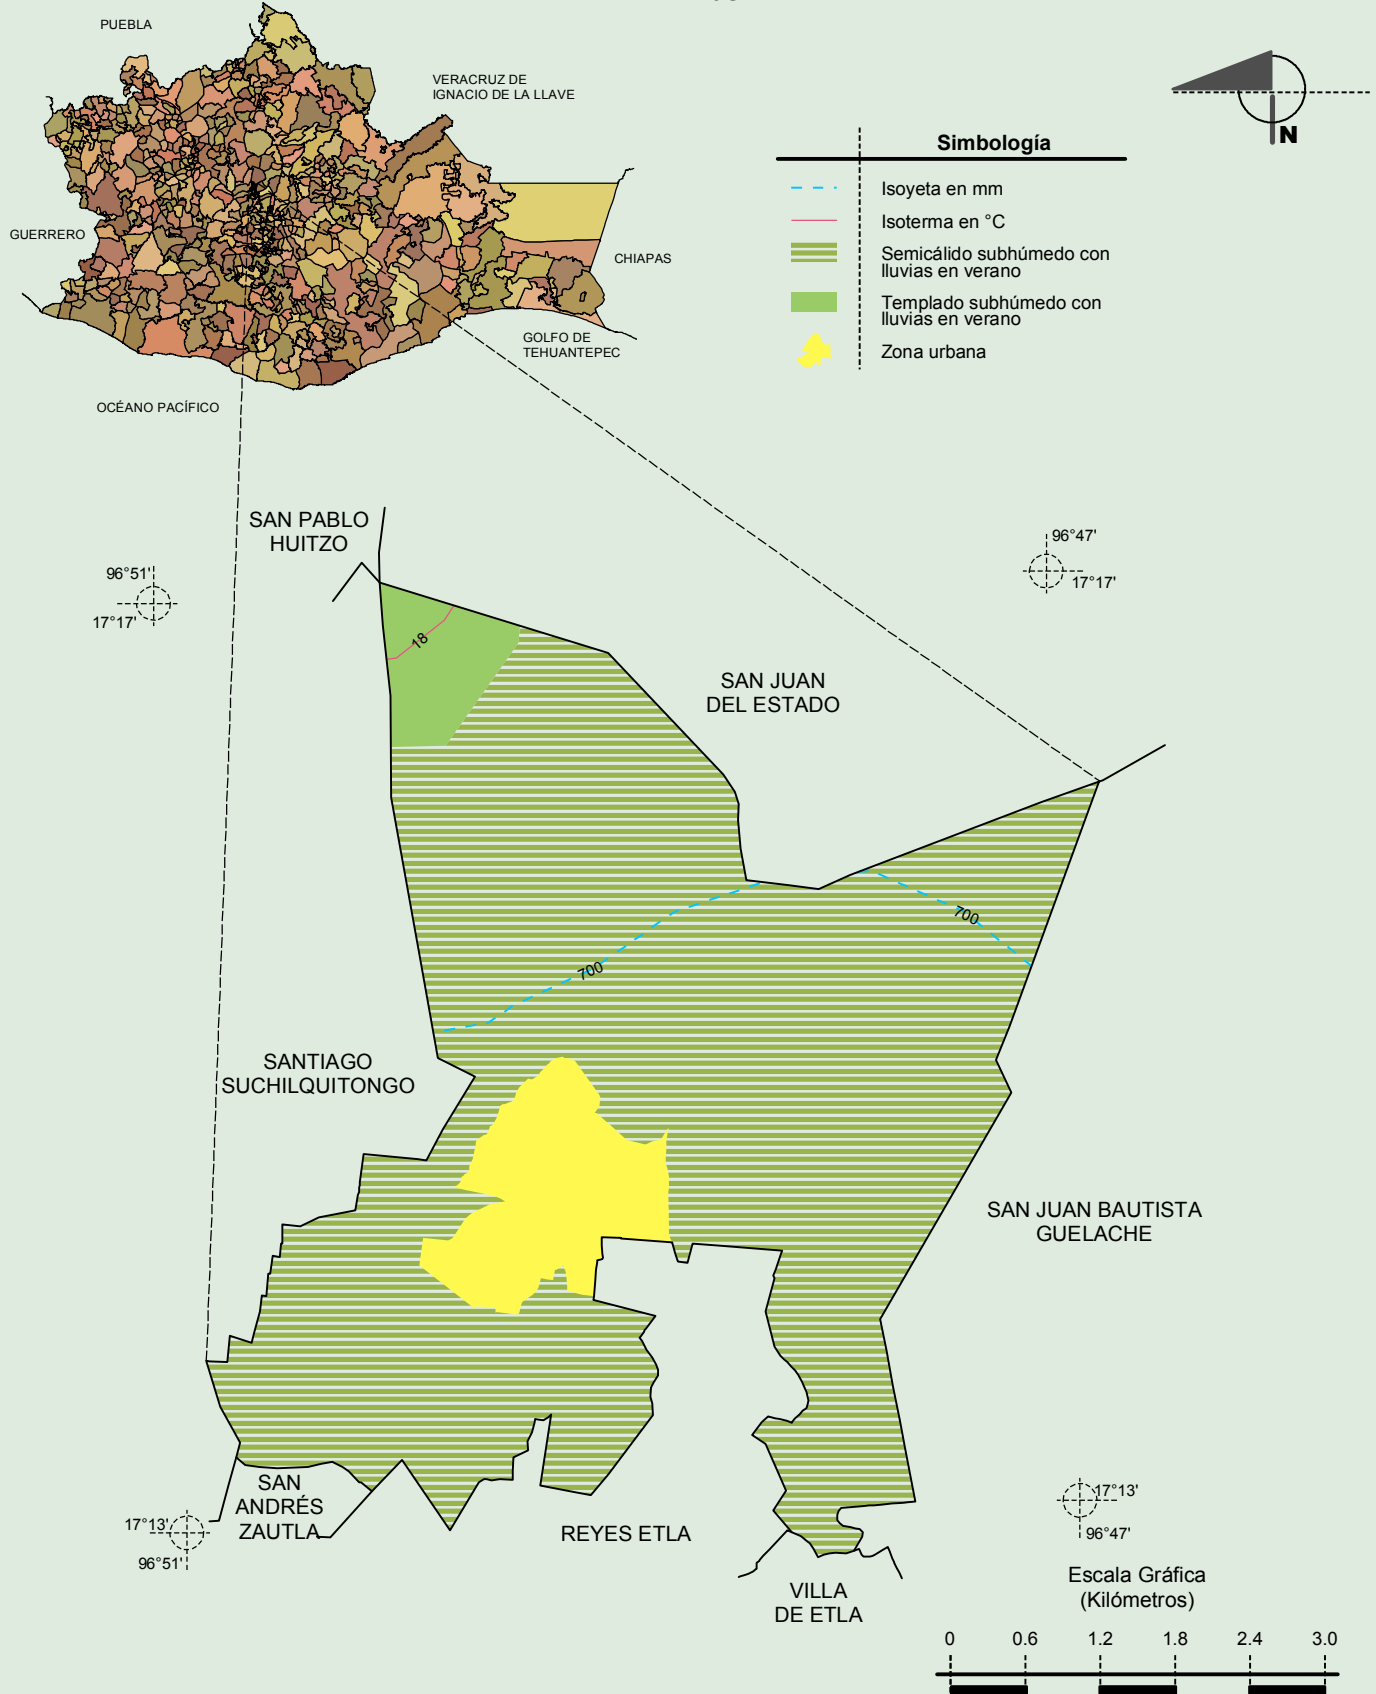 PUEBLA
VERACRUZ DE
IGNACIO DE LA LLAVE
GUERRERO
CHIAPAS
GOLFO DE
TEHUANTEPEC
OCÉANO PACÍFICO
N
Simbología
Isoyeta en mm
Isoterma en °C
Semicálido subhúmedo con
lluvias en verano
Templado subhúmedo con
lluvias en verano
Zona urbana
SAN PABLO
HUITZO
96°51'
17°17'
96°47'
17°17'
18
SAN JUAN
DEL ESTADO
700
700
SANTIAGO
SUCHILQUITONGO
SAN JUAN BAUTISTA
GUELACHE
SAN
ANDRÉS
ZAUTLA
17°13'
96°51'
REYES ETLA
17°13'
96°47'
VILLA
DE ETLA
Escala Gráfica
(Kilómetros)
0 0.6 1.2 1.8 2.4 3.0